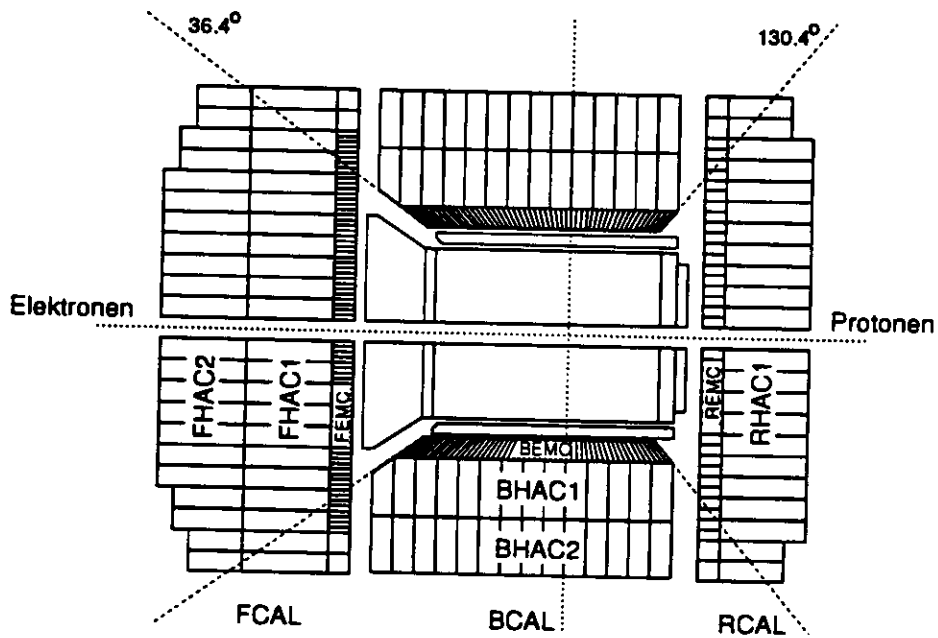 36.4°
130.4°
Elektronen
Protonen
FHAC2
FHAC1
FEMC
BEMC
BHAC1
BHAC2
REMC
RHAC1
FCAL
BCAL
RCAL